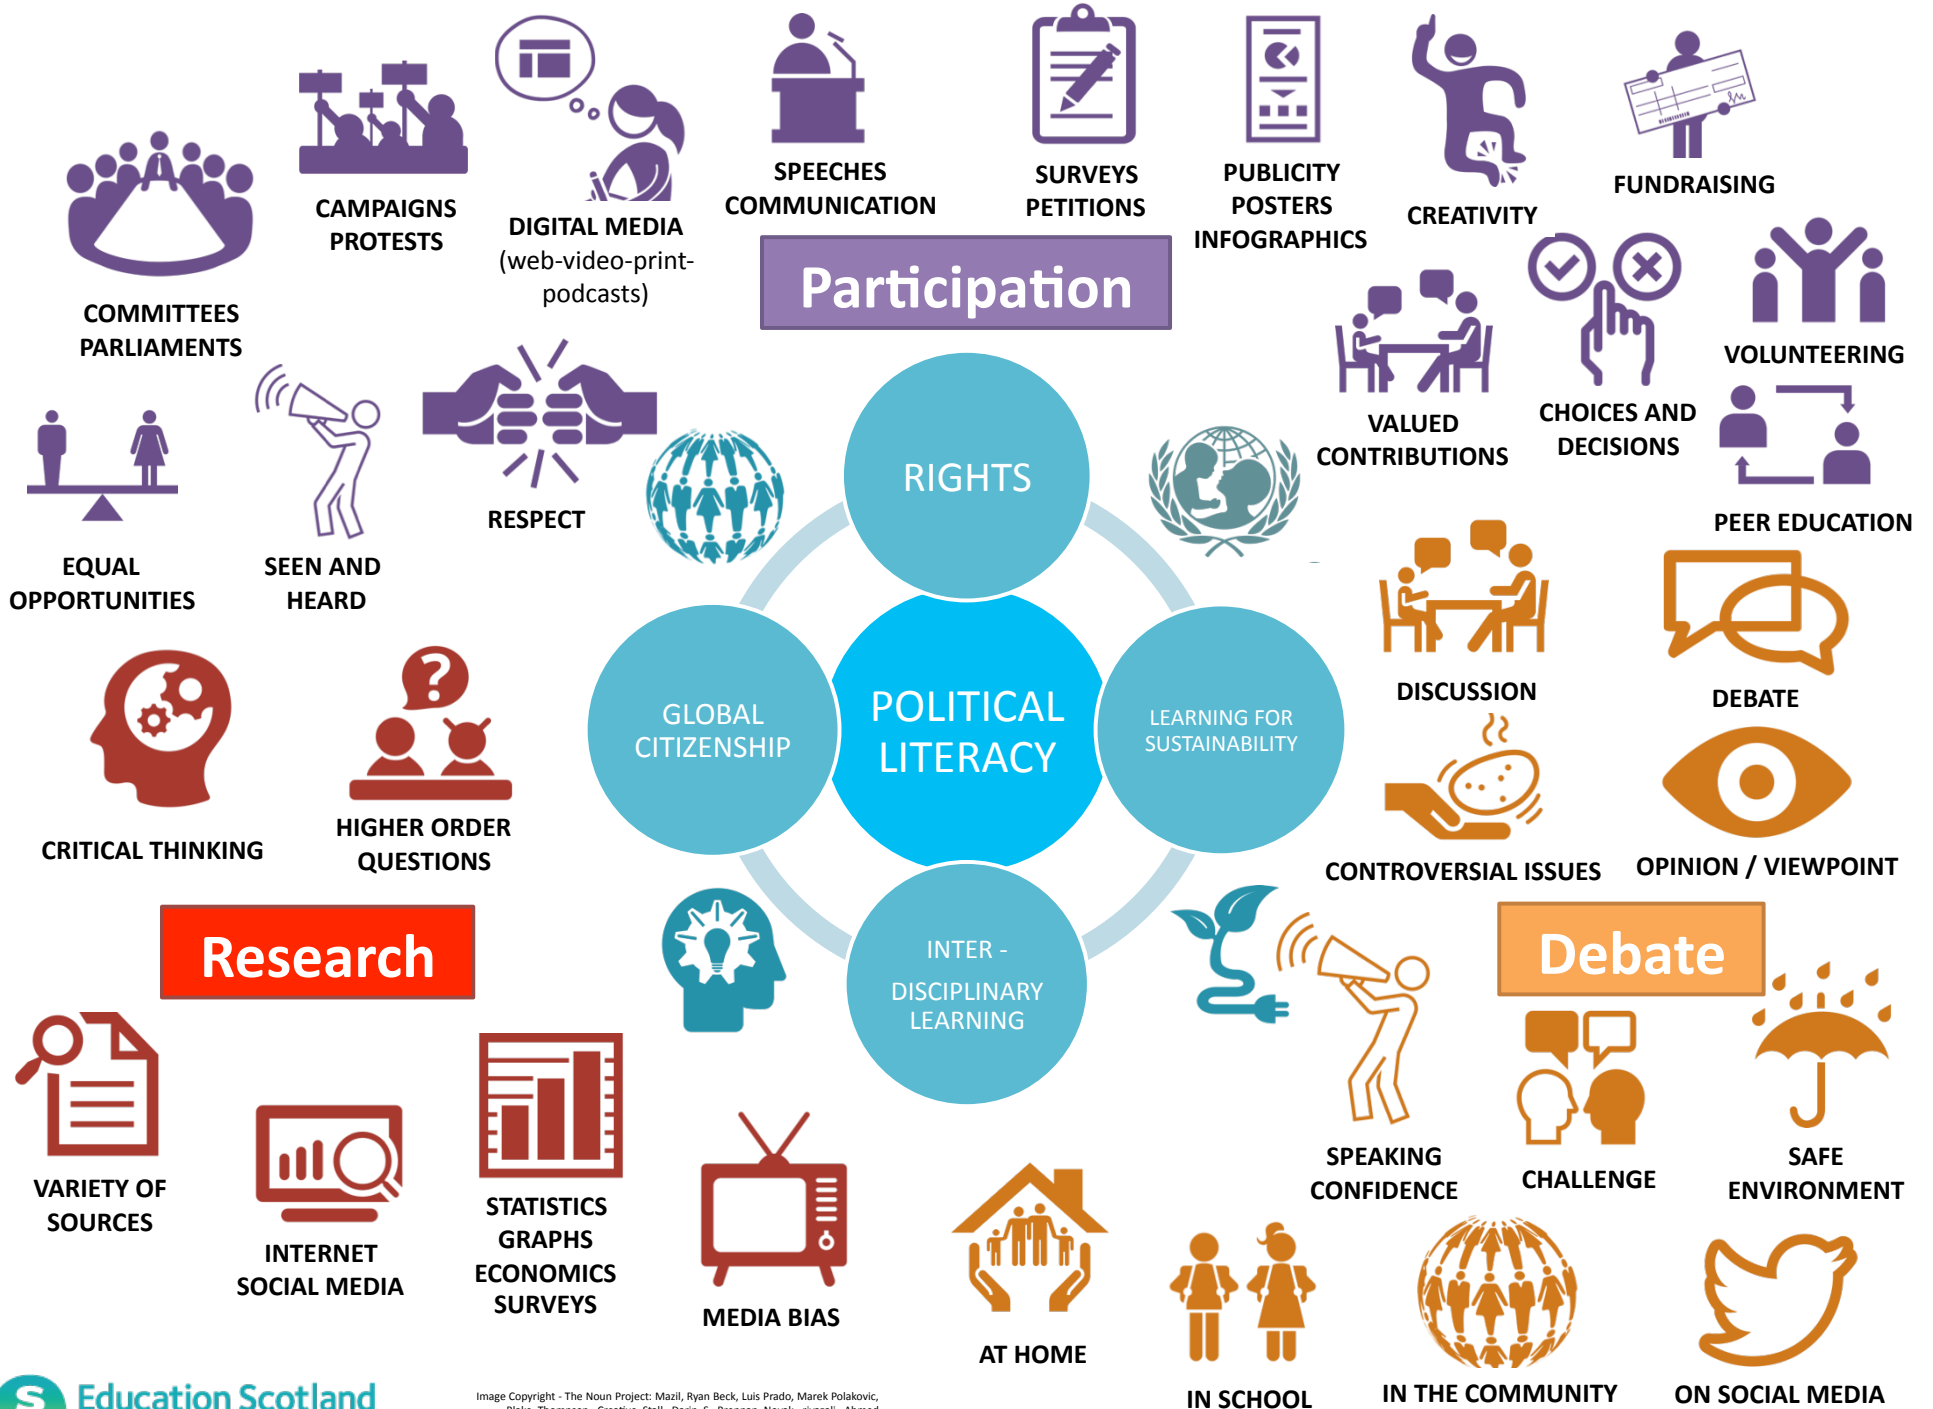 COMMITTEES
PARLIAMENTS
CAMPAIGNS
PROTESTS
DIGITAL MEDIA
(web-video-print-
podcasts)
SPEECHES
COMMUNICATION
SURVEYS
PETITIONS
PUBLICITY
POSTERS
INFOGRAPHICS
CREATIVITY
FUNDRAISING
Participation
VOLUNTEERING
EQUAL
OPPORTUNITIES
SEEN AND
HEARD
RESPECT
VALUED
CONTRIBUTIONS
CHOICES AND
DECISIONS
PEER EDUCATION
RIGHTS
GLOBAL
CITIZENSHIP
POLITICAL
LITERACY
LEARNING FOR
SUSTAINABILITY
INTER -
DISCIPLINARY
LEARNING
CRITICAL THINKING
?
HIGHER ORDER
QUESTIONS
Research
VARIETY OF
SOURCES
INTERNET
SOCIAL MEDIA
STATISTICS
GRAPHS
ECONOMICS
SURVEYS
MEDIA BIAS
DISCUSSION
DEBATE
CONTROVERSIAL ISSUES
OPINION / VIEWPOINT
Debate
SPEAKING
CONFIDENCE
CHALLENGE
SAFE
ENVIRONMENT
AT HOME
IN SCHOOL
IN THE COMMUNITY
ON SOCIAL MEDIA
S
Education Scotland
Image Copyright - The Noun Project: Mazil, Ryan Beck, Luis Prado, Marek Polakovic,